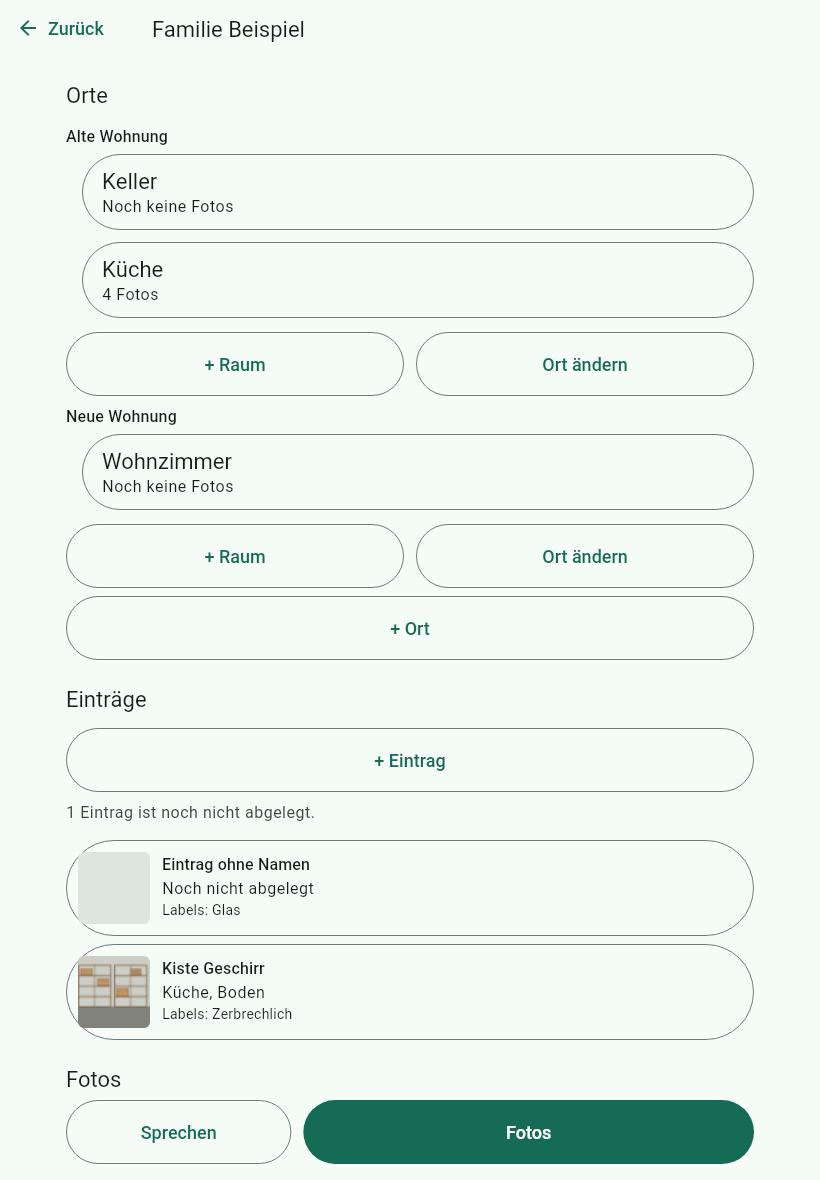 Zurück
Familie Beispiel
Orte
Alte Wohnung
Keller
Noch keine Fotos
Küche
4 Fotos
+ Raum
Ort ändern
Neue Wohnung
Wohnzimmer
Noch keine Fotos
+ Raum
Ort ändern
+ Ort
Einträge
+ Eintrag
1 Eintrag ist noch nicht abgelegt.
Eintrag ohne Namen
Noch nicht abgelegt
Labels: Glas
Kiste Geschirr
Küche, Boden
Labels: Zerbrechlich
Fotos
Sprechen
Fotos